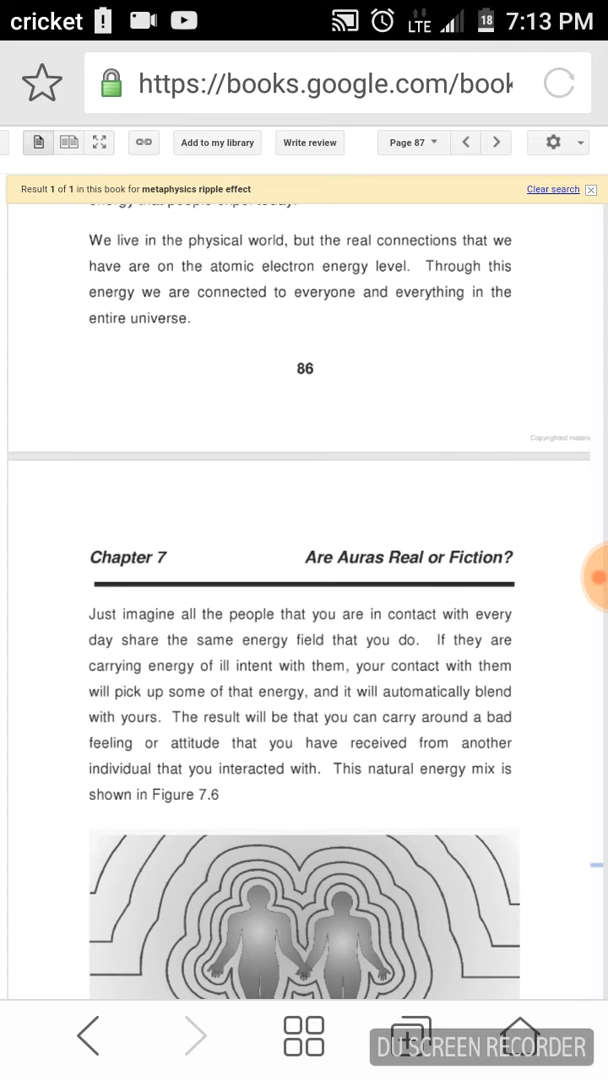 cricket
LTE
18
7:13 PM
https://books.google.com/book
Add to my library
Write review
Page 87
Result 1 of 1 in this book for metaphysics ripple effect
Clear search
We live in the physical world, but the real connections that we
have are on the atomic electron energy level. Through this
energy we are connected to everyone and everything in the
entire universe.
86
Copyrighted materi
Chapter 7 Are Auras Real or Fiction?
Just imagine all the people that you are in contact with every
day share the same energy field that you do. If they are
carrying energy of ill intent with them, your contact with them
will pick up some of that energy, and it will automatically blend
with yours. The result will be that you can carry around a bad
feeling or attitude that you have received from another
individual that you interacted with. This natural energy mix is
shown in Figure 7.6
DU SCREEN RECORDER